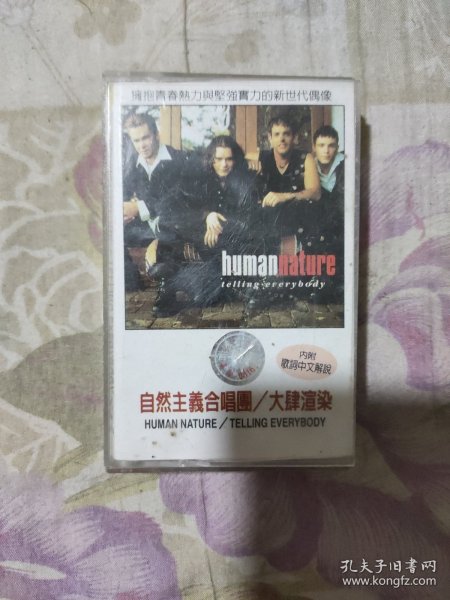 擁抱青春熱力與堅強實力的新世代偶像
humannature
telling everybody
內附
歌詞中文解說
自然主義合唱團／大肆渲染
HUMAN NATURE／TELLING EVERYBODY
孔夫子旧书网
www.kongfz.com